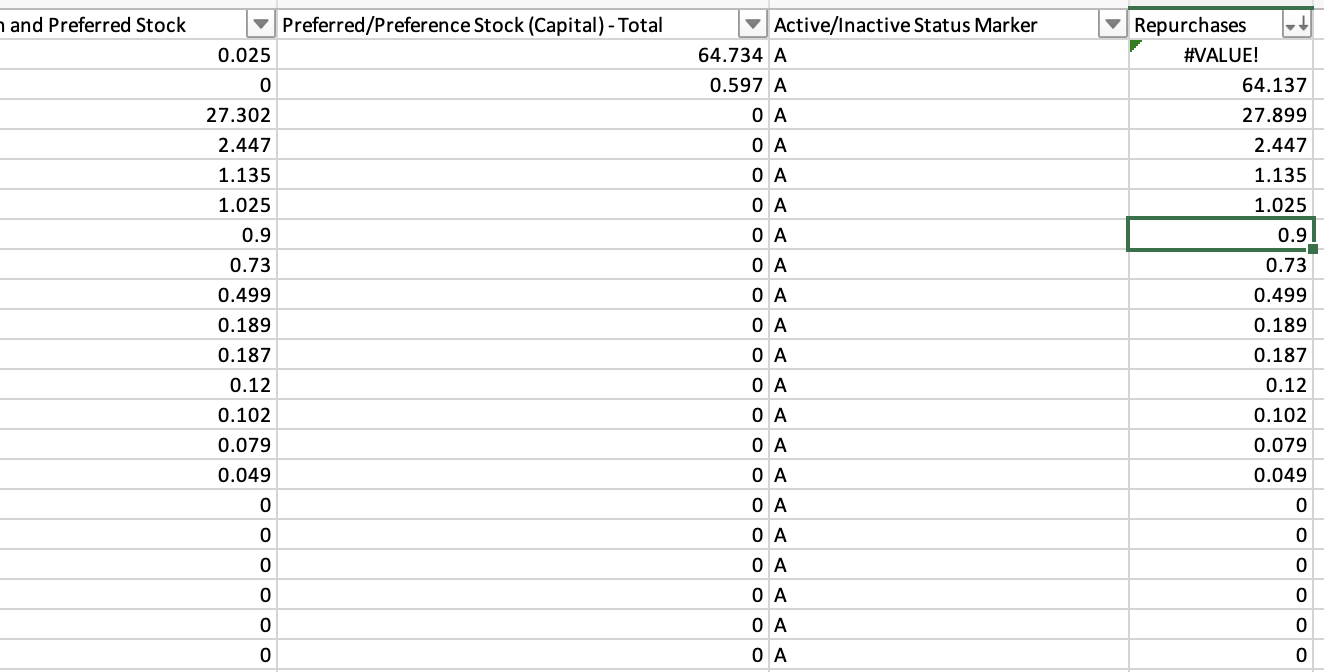 n and Preferred Stock Preferred/Preference Stock (Capital) - Total Active/Inactive Status Marker Repurchases
0.025 64.734 A #VALUE!
0 0.597 A 64.137
27.302 0 A 27.899
2.447 0 A 2.447
1.135 0 A 1.135
1.025 0 A 1.025
0.9 0 A 0.9
0.73 0 A 0.73
0.499 0 A 0.499
0.189 0 A 0.189
0.187 0 A 0.187
0.12 0 A 0.12
0.102 0 A 0.102
0.079 0 A 0.079
0.049 0 A 0.049
0 0 A 0
0 0 A 0
0 0 A 0
0 0 A 0
0 0 A 0
0 0 A 0